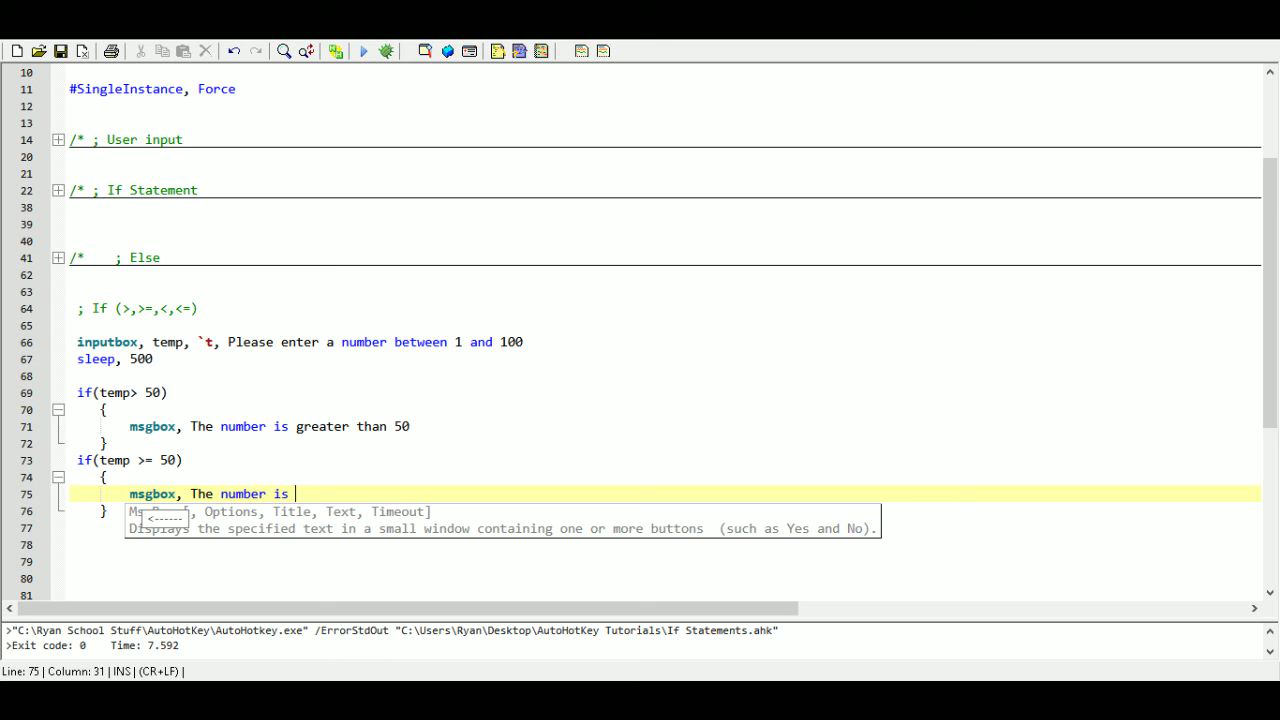 10
11 #SingleInstance, Force
12
13
14 /* ; User input
20
21
22 /* ; If Statement
38
39
40
41 /* ; Else
62
63
64 ; If (>,>=,<,<=)
65
66 inputbox, temp, `t, Please enter a number between 1 and 100
67 sleep, 500
68
69 if(temp> 50)
70 {
71 msgbox, The number is greater than 50
72 }
73 if(temp >= 50)
74 {
75 msgbox, The number is
76 } [, Options, Title, Text, Timeout]
<------
77 Displays the specified text in a small window containing one or more buttons (such as Yes and No).
78
79
80
81
>"C:\Ryan School Stuff\AutoHotKey\AutoHotkey.exe" /ErrorStdOut "C:\Users\Ryan\Desktop\AutoHotKey Tutorials\If Statements.ahk"
>Exit code: 0 Time: 7.592
Line: 75 | Column: 31 | INS | (CR+LF) |